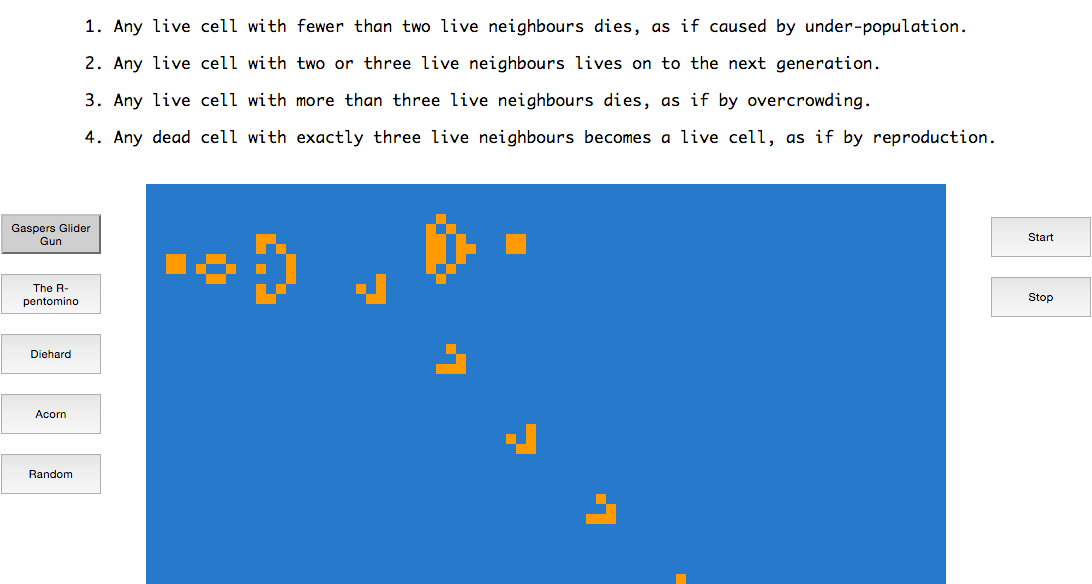 1. Any live cell with fewer than two live neighbours dies, as if caused by under-population.
2. Any live cell with two or three live neighbours lives on to the next generation.
3. Any live cell with more than three live neighbours dies, as if by overcrowding.
4. Any dead cell with exactly three live neighbours becomes a live cell, as if by reproduction.
Gaspers Glider
Gun
The R-
pentomino
Diehard
Acorn
Random
Start
Stop